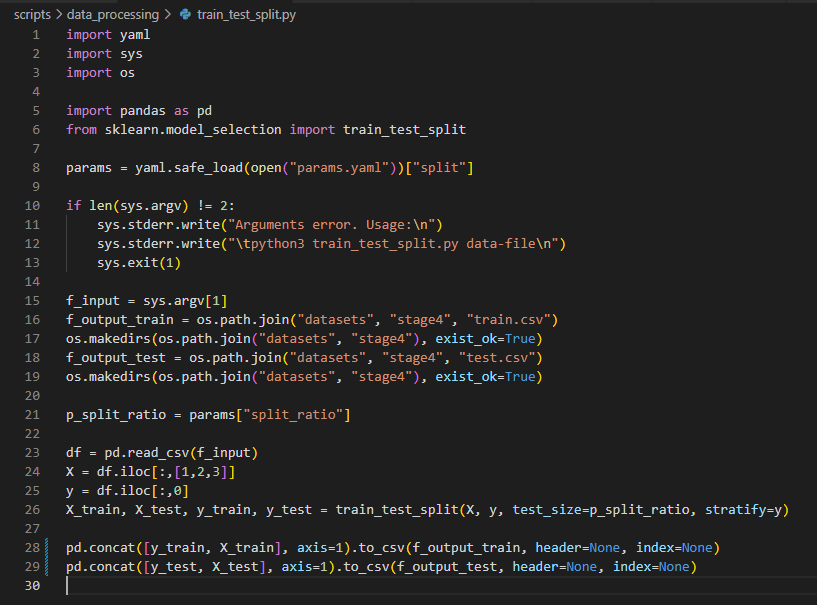 scripts > data_processing > train_test_split.py
1 import yaml
2 import sys
3 import os
4
5 import pandas as pd
6 from sklearn.model_selection import train_test_split
7
8 params = yaml.safe_load(open("params.yaml"))["split"]
9
10 if len(sys.argv) != 2:
11     sys.stderr.write("Arguments error. Usage:\n")
12     sys.stderr.write("\tpython3 train_test_split.py data-file\n")
13     sys.exit(1)
14
15 f_input = sys.argv[1]
16 f_output_train = os.path.join("datasets", "stage4", "train.csv")
17 os.makedirs(os.path.join("datasets", "stage4"), exist_ok=True)
18 f_output_test = os.path.join("datasets", "stage4", "test.csv")
19 os.makedirs(os.path.join("datasets", "stage4"), exist_ok=True)
20
21 p_split_ratio = params["split_ratio"]
22
23 df = pd.read_csv(f_input)
24 X = df.iloc[:,[1,2,3]]
25 y = df.iloc[:,0]
26 X_train, X_test, y_train, y_test = train_test_split(X, y, test_size=p_split_ratio, stratify=y)
27
28 pd.concat([y_train, X_train], axis=1).to_csv(f_output_train, header=None, index=None)
29 pd.concat([y_test, X_test], axis=1).to_csv(f_output_test, header=None, index=None)
30